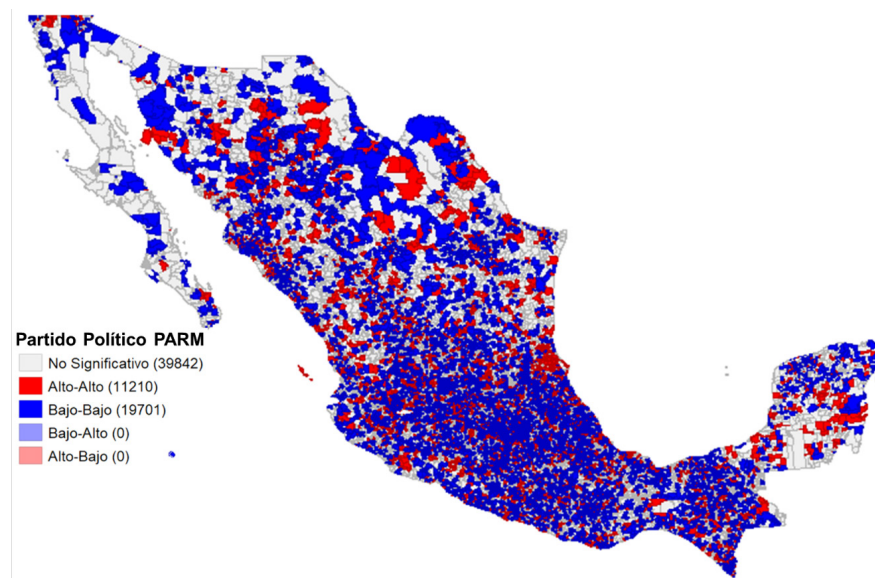 Partido Político PARM
No Significativo (39842)
Alto-Alto (11210)
Bajo-Bajo (19701)
Bajo-Alto (0)
Alto-Bajo (0)